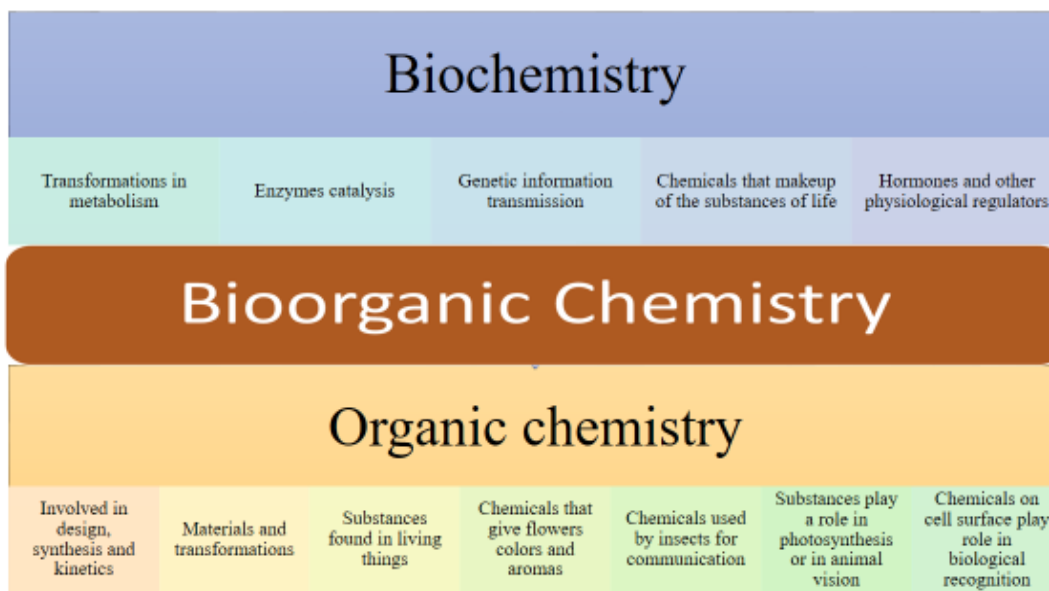 Biochemistry
Transformations in
metabolism
Enzymes catalysis
Genetic information
transmission
Chemicals that makeup
of the substances of life
Hormones and other
physiological regulators
Bioorganic Chemistry
Organic chemistry
Involved in
design,
synthesis and
kinetics
Materials and
transformations
Substances
found in living
things
Chemicals that
give flowers
colors and
aromas
Chemicals used
by insects for
communication
Substances play
a role in
photosynthesis
or in animal
vision
Chemicals on
cell surface play
role in
biological
recognition